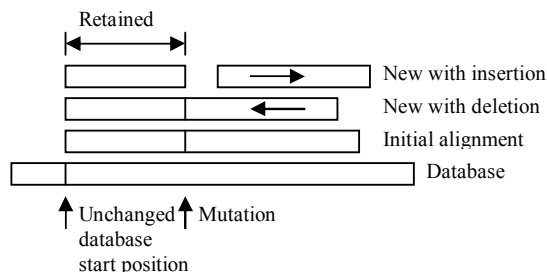 Retained
New with insertion
New with deletion
Initial alignment
Database
Unchanged
database
start position
Mutation